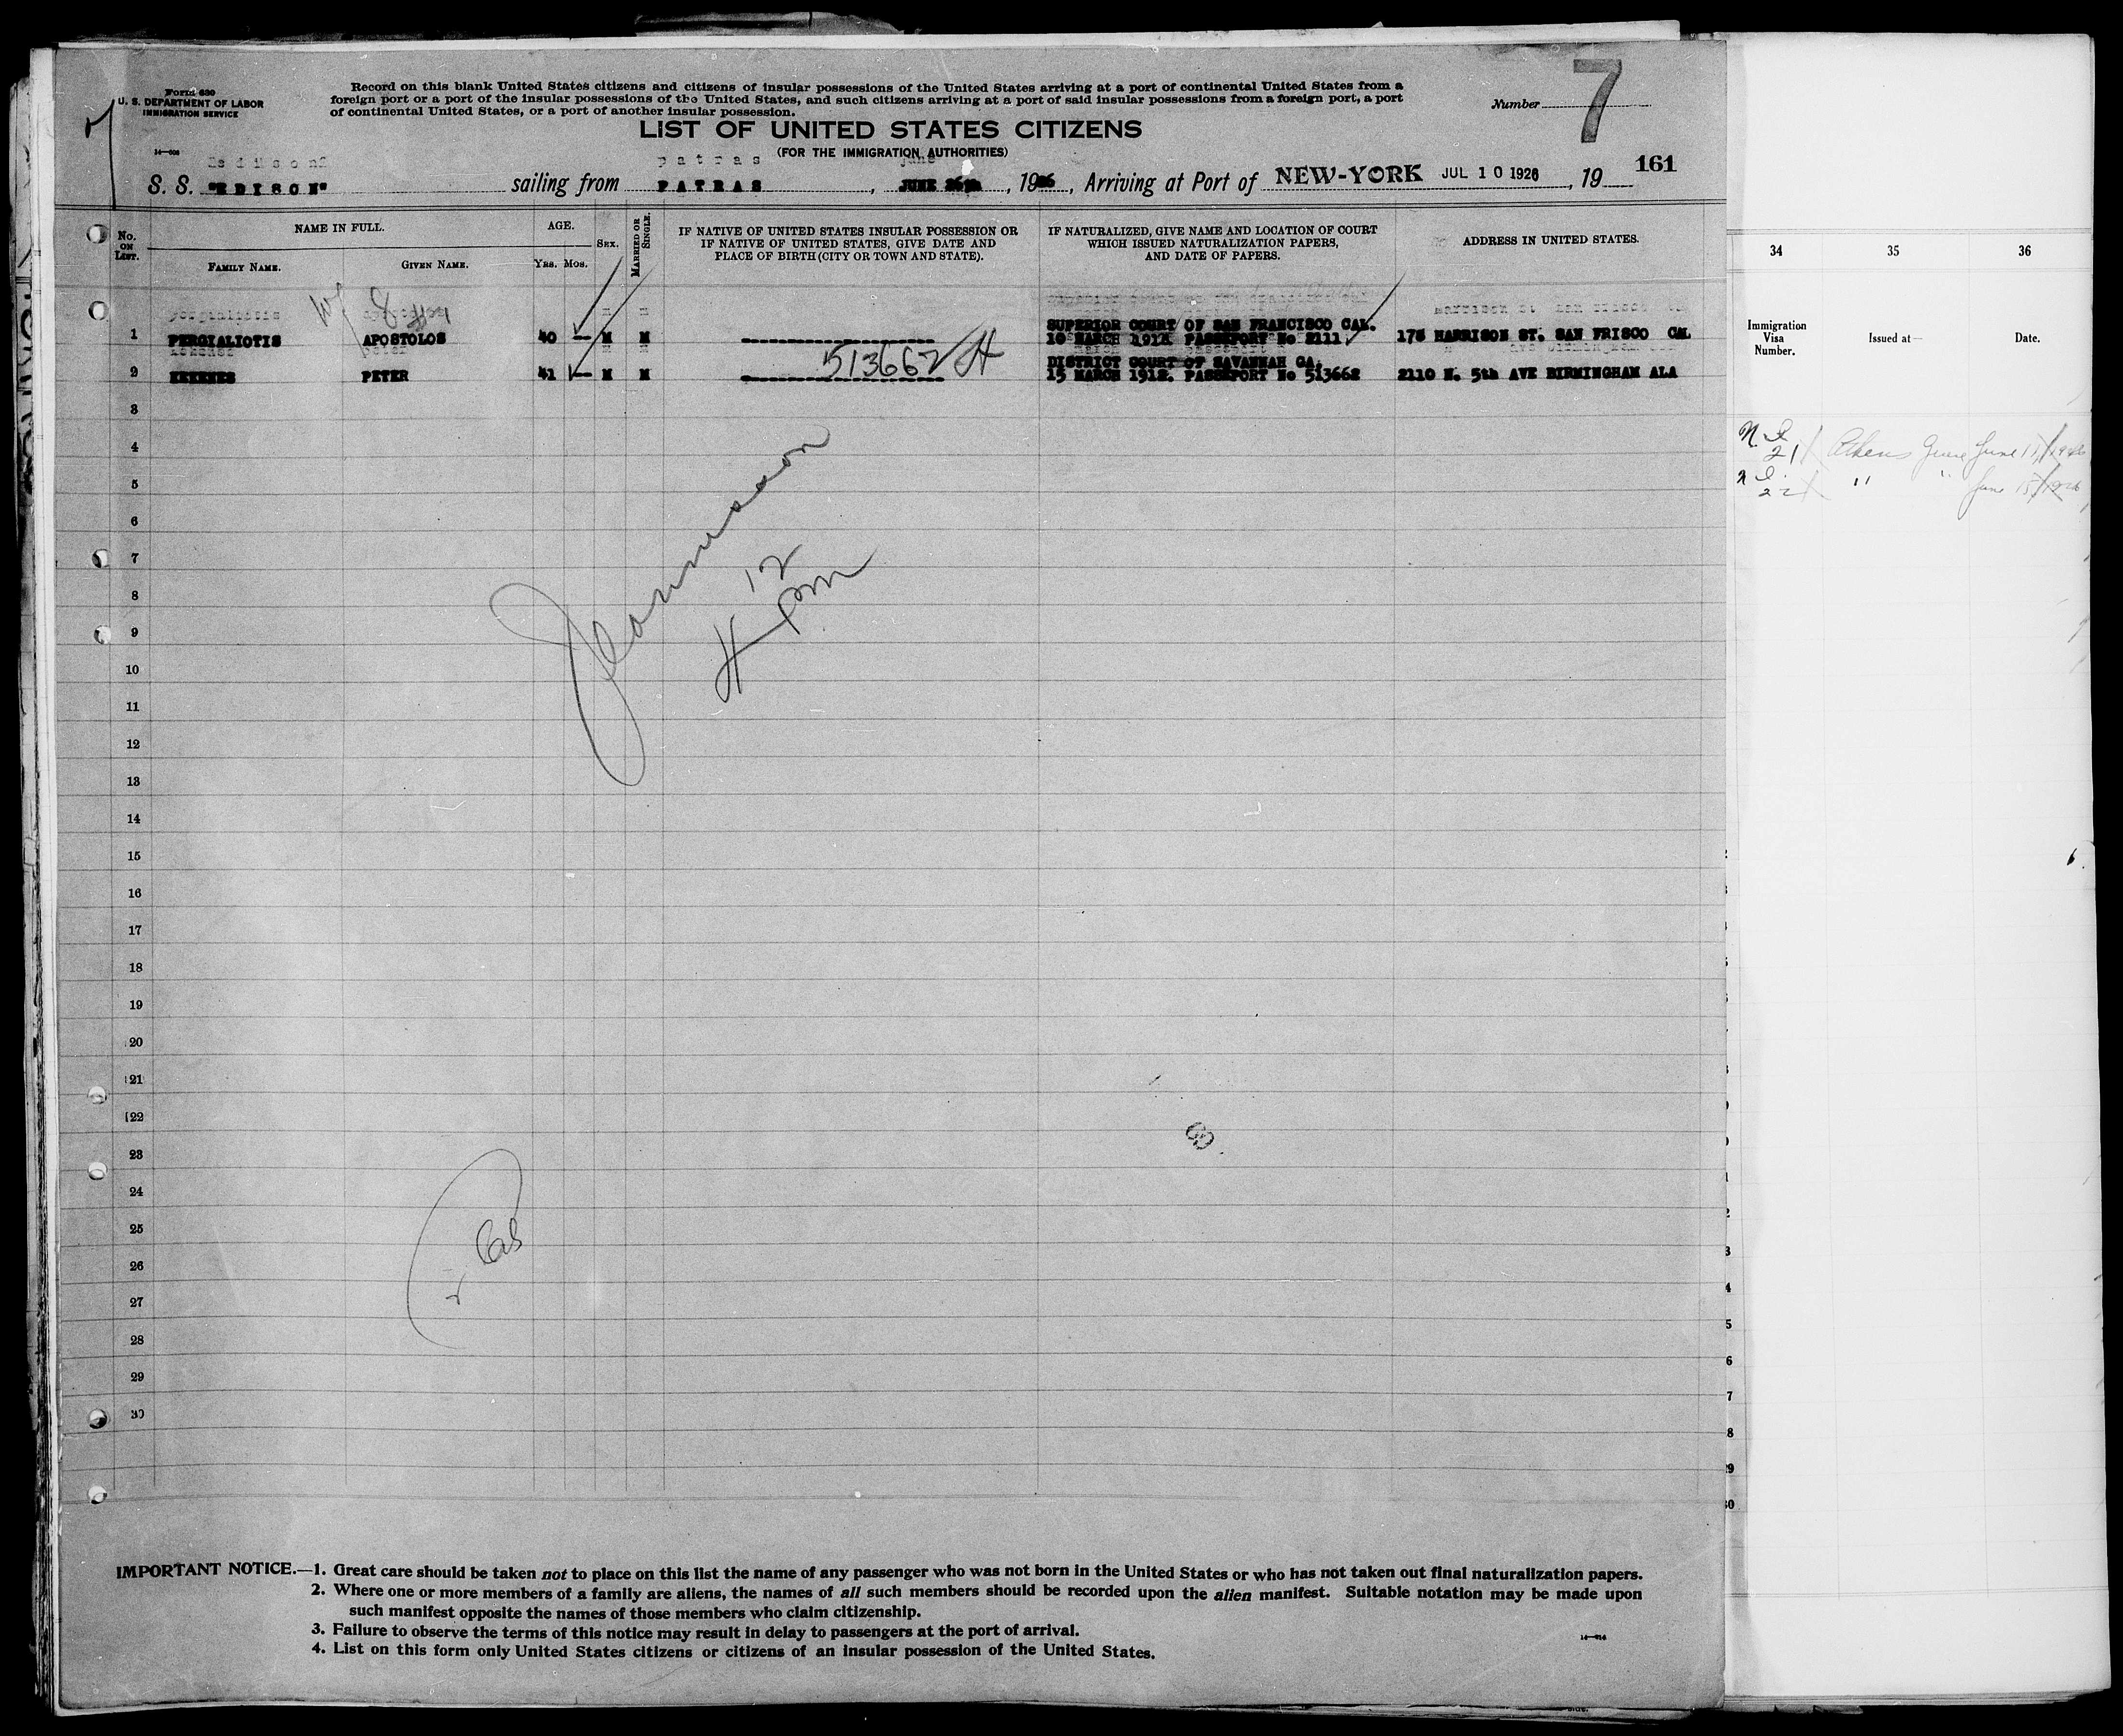 Form 630
U. S. DEPARTMENT OF LABOR
IMMIGRATION SERVICE
Record on this blank United States citizens and citizens of insular possessions of the United States arriving at a port of continental United States from a
foreign port or a port of the insular possessions of the United States, and such citizens arriving at a port of said insular possessions from a foreign port, a port
of continental United States, or a port of another insular possession.
Number 7
LIST OF UNITED STATES CITIZENS
(FOR THE IMMIGRATION AUTHORITIES)
161
patras
june
S. S. "EDISON" sailing from PATRAS, JUNE 26th, 1926, Arriving at Port of NEW-YORK JUL 10 1926, 19
No. ON LIST. NAME IN FULL. AGE. SEX. MARRIED OR SINGLE. IF NATIVE OF UNITED STATES INSULAR POSSESSION OR IF NATIVE OF UNITED STATES, GIVE DATE AND PLACE OF BIRTH (CITY OR TOWN AND STATE). IF NATURALIZED, GIVE NAME AND LOCATION OF COURT WHICH ISSUED NATURALIZATION PAPERS, AND DATE OF PAPERS. ADDRESS IN UNITED STATES.
FAMILY NAME. GIVEN NAME. YRS. MOS.
SUPERIOR COURT OF SAN FRANCISCO CAL.
1 PERGIALIOTIS APOSTOLOS 40 — M M PASSEPORT No 2111 175 HARRISON ST. SAN FRISCO CAL
513662
DISTRICT COURT OF SAVANNAH GA.
2 PETER 41 — M M 15 MARCH 1912. PASSEPORT No 513662 2110 N. 5th AVE BIRMINGHAM ALA
3
4
5
6
7
8
9
10
11
12
13
14
15
16
17
18
19
20
21
22
23
24
25
26
27
28
29
30
12
pm
34 35 36
Immigration Visa Number. Issued at— Date.
21 Athens June
22 " " June
IMPORTANT NOTICE.—1. Great care should be taken not to place on this list the name of any passenger who was not born in the United States or who has not taken out final naturalization papers.
2. Where one or more members of a family are aliens, the names of all such members should be recorded upon the alien manifest. Suitable notation may be made upon
such manifest opposite the names of those members who claim citizenship.
3. Failure to observe the terms of this notice may result in delay to passengers at the port of arrival.
4. List on this form only United States citizens or citizens of an insular possession of the United States.